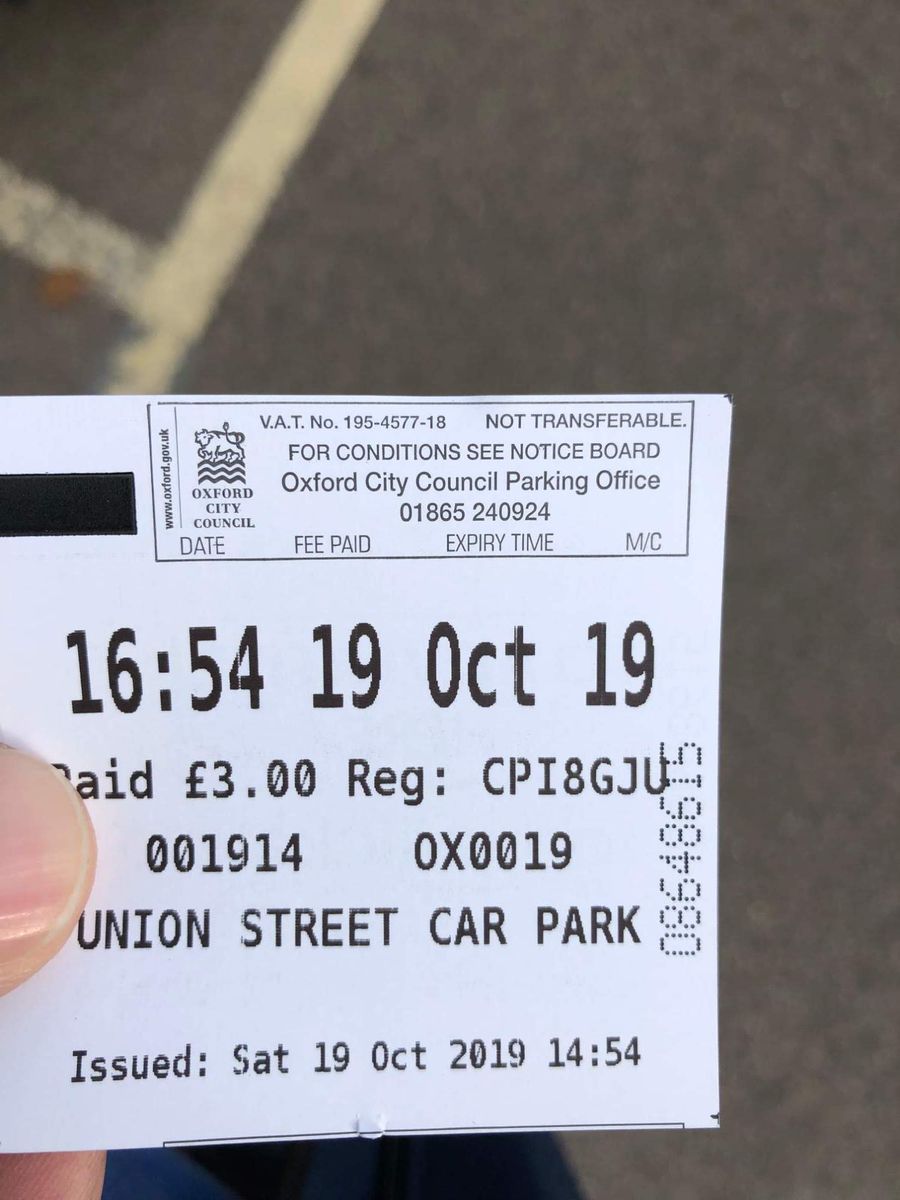 V.A.T. No. 195-4577-18 NOT TRANSFERABLE.
FOR CONDITIONS SEE NOTICE BOARD
Oxford City Council Parking Office
01865 240924
www.oxford.gov.uk
OXFORD
CITY
COUNCIL
DATE FEE PAID EXPIRY TIME M/C
16:54 19 Oct 19
Paid £3.00 Reg: CPI8GJU
001914 OX0019
UNION STREET CAR PARK
08648615
Issued: Sat 19 Oct 2019 14:54